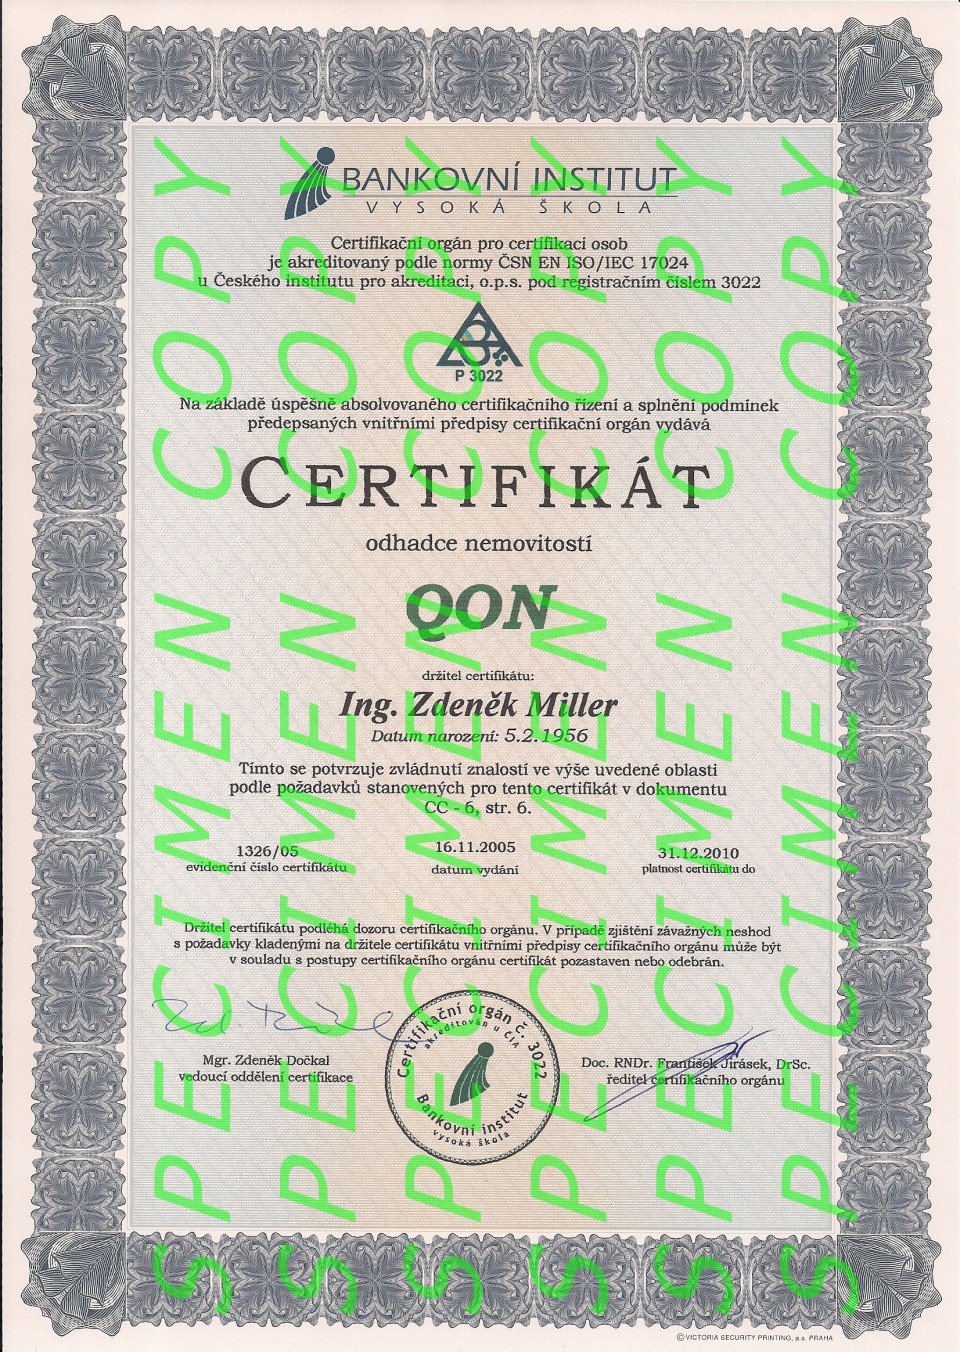 BANKOVNÍ INSTITUT
VYSOKÁ ŠKOLA
Certifikační orgán pro certifikaci osob
je akreditovaný podle normy ČSN EN ISO/IEC 17024
u Českého institutu pro akreditaci, o.p.s. pod registračním číslem 3022
P 3022
Na základě úspěšně absolvovaného certifikačního řízení a splnění podmínek
předepsaných vnitřními předpisy certifikační orgán vydává
CERTIFIKÁT
odhadce nemovitostí
QON
držitel certifikátu:
Ing. Zdeněk Miller
Datum narození: 5.2.1956
Tímto se potvrzuje zvládnutí znalostí ve výše uvedené oblasti
podle požadavků stanovených pro tento certifikát v dokumentu
CC - 6, str. 6.
1326/05
evidenční číslo certifikátu
16.11.2005
datum vydání
31.12.2010
platnost certifikátu do
Držitel certifikátu podléhá dozoru certifikačního orgánu. V případě zjištění závažných neshod
s požadavky kladenými na držitele certifikátu vnitřními předpisy certifikačního orgánu může být
v souladu s postupy certifikačního orgánu certifikát pozastaven nebo odebrán.
Mgr. Zdeněk Dočkal
vedoucí oddělení certifikace
Certifikační orgán č. 3022
akreditován u ČIA
Bankovní institut
vysoká škola
Doc. RNDr. František Jirásek, DrSc.
ředitel certifikačního orgánu
©VICTORIA SECURITY PRINTING, a.s. PRAHA
SPECIMEN COPY
SPECIMEN COPY
SPECIMEN COPY
SPECIMEN COPY
SPECIMEN COPY
SPECIMEN COPY